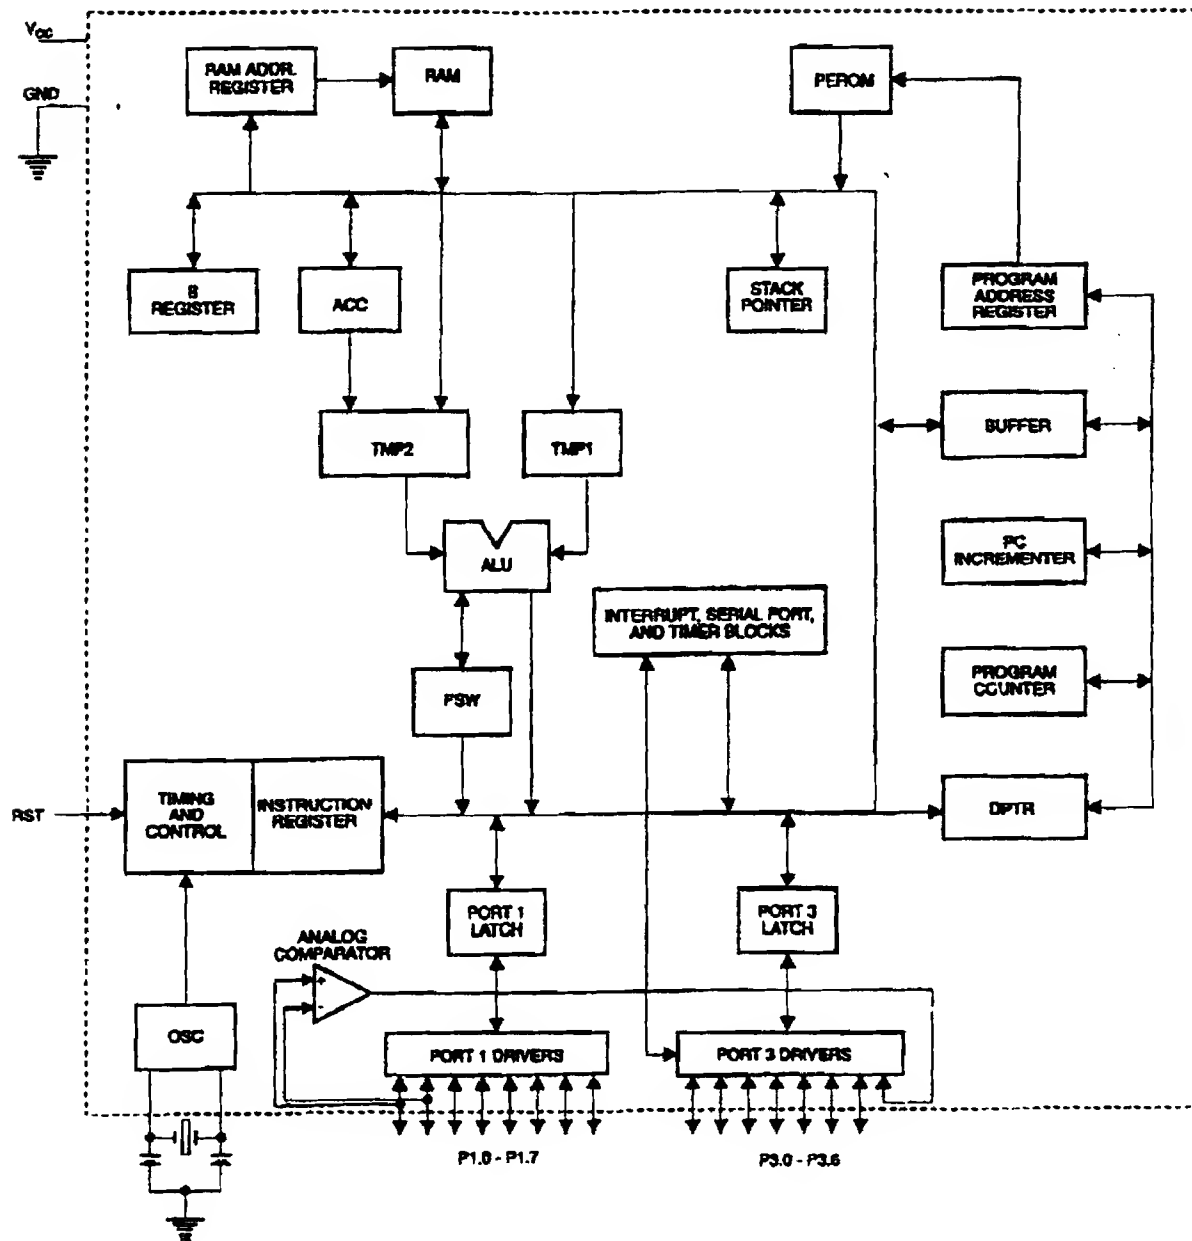 VCC
GND
RAM ADDR.
REGISTER
RAM
PEROM
B
REGISTER
ACC
STACK
POINTER
PROGRAM
ADDRESS
REGISTER
TMP2
TMP1
BUFFER
ALU
PC
INCREMENTER
INTERRUPT, SERIAL PORT,
AND TIMER BLOCKS
PSW
PROGRAM
COUNTER
RST
TIMING
AND
CONTROL
INSTRUCTION
REGISTER
DPTR
PORT 1
LATCH
PORT 3
LATCH
ANALOG
COMPARATOR
+
-
OSC
PORT 1 DRIVERS
PORT 3 DRIVERS
P1.0 - P1.7
P3.0 - P3.6